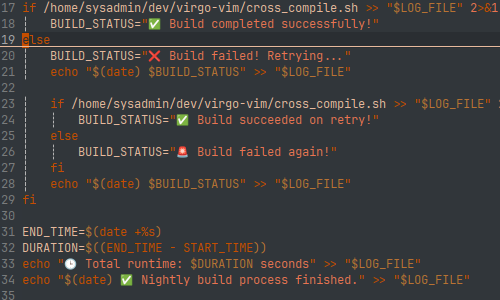 17 if /home/sysadmin/dev/virgo-vim/cross_compile.sh >> "$LOG_FILE" 2>&1
18     BUILD_STATUS="✅ Build completed successfully!"
19 else
20     BUILD_STATUS="❌ Build failed! Retrying..."
21     echo "$(date) $BUILD_STATUS" >> "$LOG_FILE"
22
23     if /home/sysadmin/dev/virgo-vim/cross_compile.sh >> "$LOG_FILE"
24         BUILD_STATUS="✅ Build succeeded on retry!"
25     else
26         BUILD_STATUS="🚨 Build failed again!"
27     fi
28     echo "$(date) $BUILD_STATUS" >> "$LOG_FILE"
29 fi
30
31 END_TIME=$(date +%s)
32 DURATION=$((END_TIME - START_TIME))
33 echo "🕒 Total runtime: $DURATION seconds" >> "$LOG_FILE"
34 echo "$(date) ✅ Nightly build process finished." >> "$LOG_FILE"
35